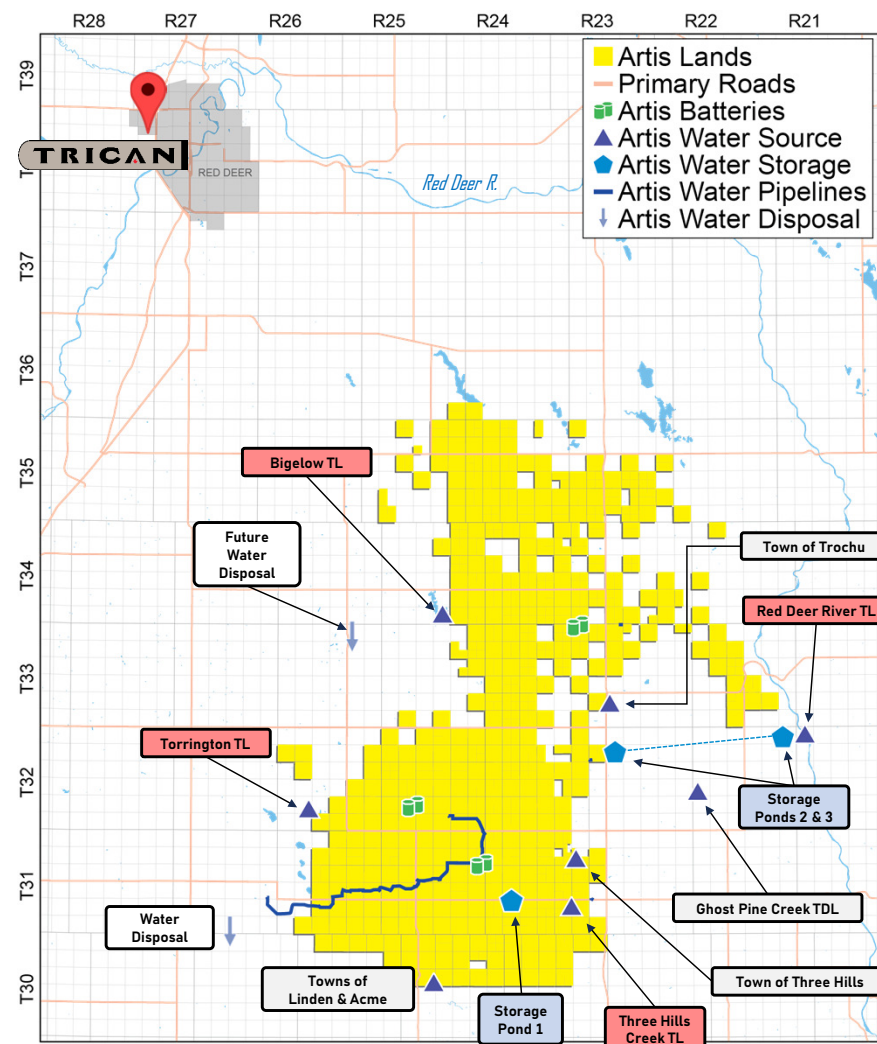 R28 R27 R26 R25 R24 R23 R22 R21
T39
T37
T36
T35
T34
T33
T32
T31
T30
Artis Lands
Primary Roads
Artis Batteries
Artis Water Source
Artis Water Storage
Artis Water Pipelines
Artis Water Disposal
TRICAN
RED DEER
Red Deer R.
Bigelow TL
Future
Water
Disposal
Town of Trochu
Red Deer River TL
Torrington TL
Storage
Ponds 2 & 3
Ghost Pine Creek TDL
Water
Disposal
Towns of
Linden & Acme
Storage
Pond 1
Three Hills
Creek TL
Town of Three Hills